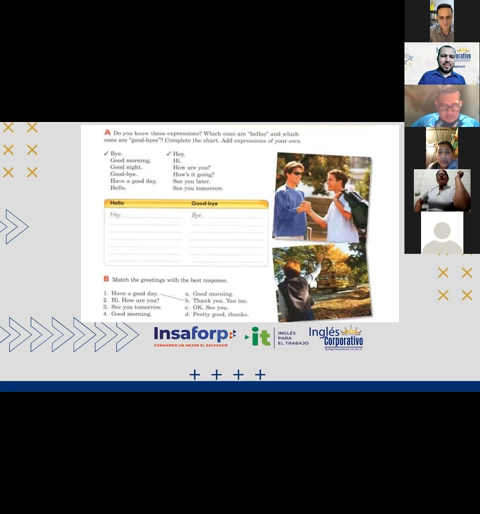 A Do you know these expressions? Which ones are "hellos" and which
ones are "good-byes"? Complete the chart. Add expressions of your own.
✓ Bye.
Good morning.
Good night.
Good-bye.
Have a good day.
Hello.
✓ Hey.
Hi.
How are you?
How's it going?
See you later.
See you tomorrow.
Hello Good-bye
Hey. Bye.
B Match the greetings with the best response.
1. Have a good day. a. Good morning.
2. Hi. How are you? b. Thank you. You too.
3. See you tomorrow. c. OK. See you.
4. Good morning. d. Pretty good, thanks.
Insaforp
FORMANDO UN MEJOR EL SALVADOR
it
INGLÉS
PARA
EL TRABAJO
Inglés
Corporativo